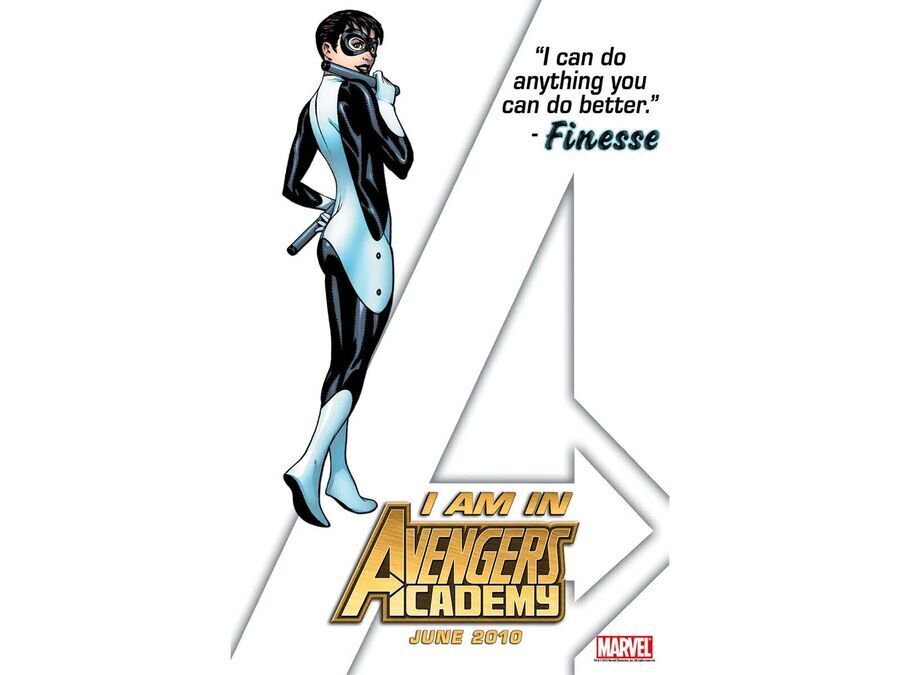 “I can do
anything you
can do better.”
- Finesse
I AM IN
AVENGERS
ACADEMY
JUNE 2010
MARVEL